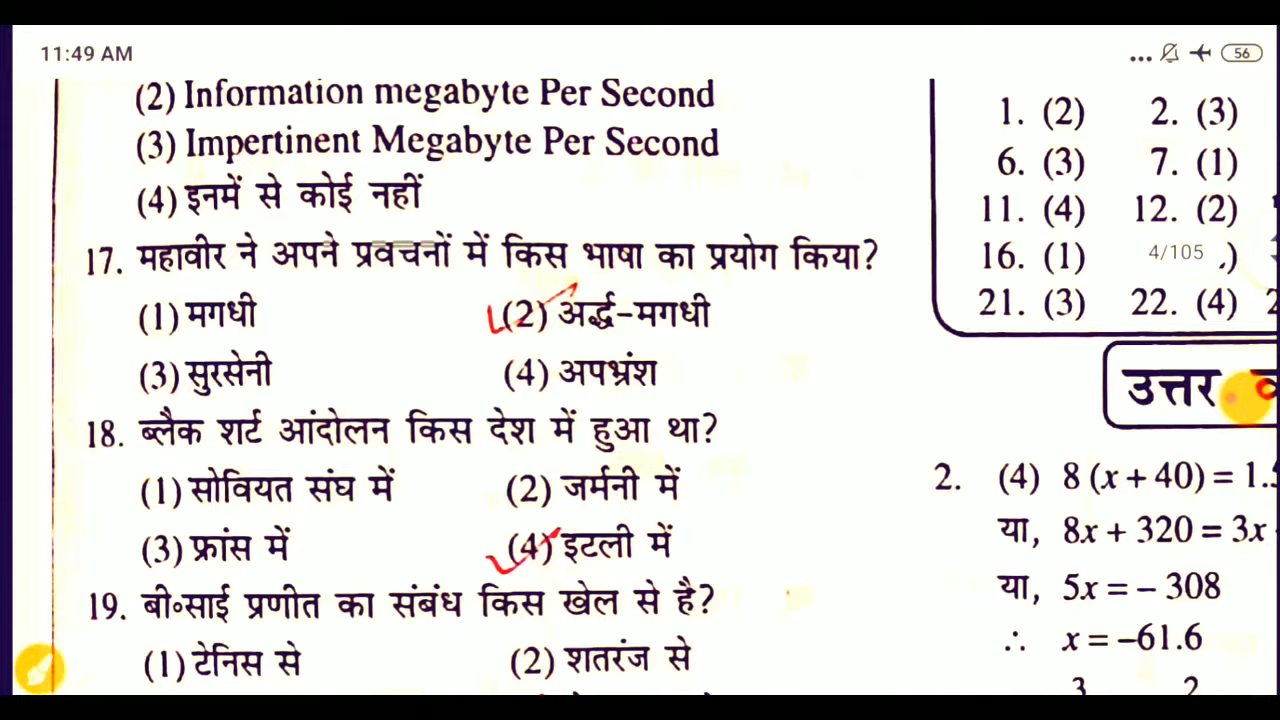 11:49 AM
... 56
(2) Information megabyte Per Second
(3) Impertinent Megabyte Per Second
(4) इनमें से कोई नहीं
17. महावीर ने अपने प्रवचनों में किस भाषा का प्रयोग किया?
(1) मगधी (2) अर्द्ध-मगधी
(3) सुरसेनी (4) अपभ्रंश
18. ब्लैक शर्ट आंदोलन किस देश में हुआ था?
(1) सोवियत संघ में (2) जर्मनी में
(3) फ्रांस में (4) इटली में
19. बी॰साई प्रणीत का संबंध किस खेल से है?
(1) टेनिस से (2) शतरंज से
1. (2) 2. (3)
6. (3) 7. (1)
11. (4) 12. (2)
16. (1) 4/105 )
21. (3) 22. (4)
उत्तर
2. (4) 8 (x + 40) = 1.
या, 8x + 320 = 3x
या, 5x = – 308
∴ x = –61.6
3 2